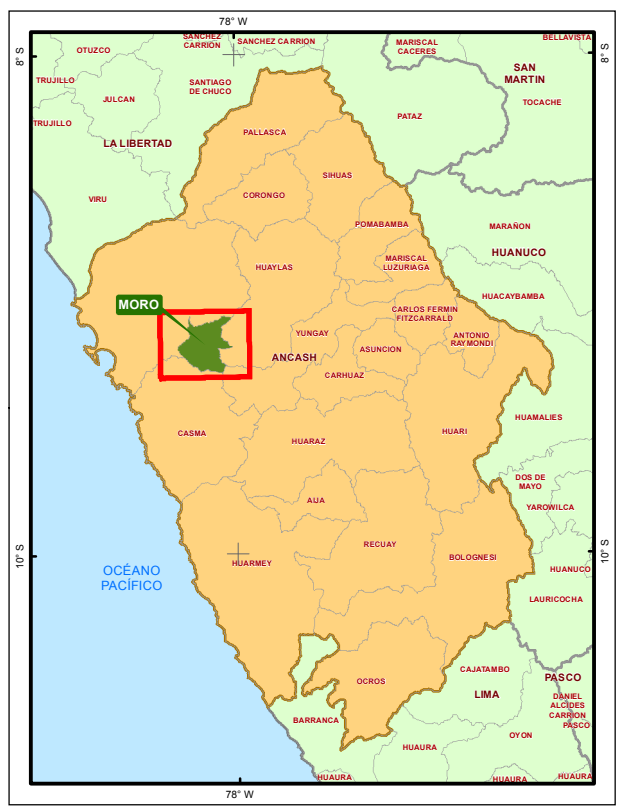 78° W
8° S
8° S
SANCHEZ
CARRIÓN
SANCHEZ CARRION
MARISCAL
CACERES
BELLAVISTA
OTUZCO
SAN
MARTIN
TRUJILLO
SANTIAGO
DE CHUCO
JULCAN
TOCACHE
TRUJILLO
PATAZ
PALLASCA
LA LIBERTAD
SIHUAS
CORONGO
VIRU
POMABAMBA
MARAÑON
HUANUCO
MARISCAL
LUZURIAGA
HUAYLAS
HUACAYBAMBA
MORO
CARLOS FERMIN
FITZCARRALD
YUNGAY
ANTONIO
RAYMONDI
ASUNCION
ANCASH
CARHUAZ
HUAMALIES
CASMA
HUARI
HUARAZ
DOS DE
MAYO
AIJA
YAROWILCA
RECUAY
10° S
10° S
HUARMEY
BOLOGNESI
OCÉANO
PACÍFICO
HUANUCO
LAURICOCHA
CAJATAMBO
PASCO
OCROS
LIMA
DANIEL
ALCIDES
CARRION
PASCO
BARRANCA
OYON
HUAURA
HUAURA
HUAURA
HUAURA
78° W